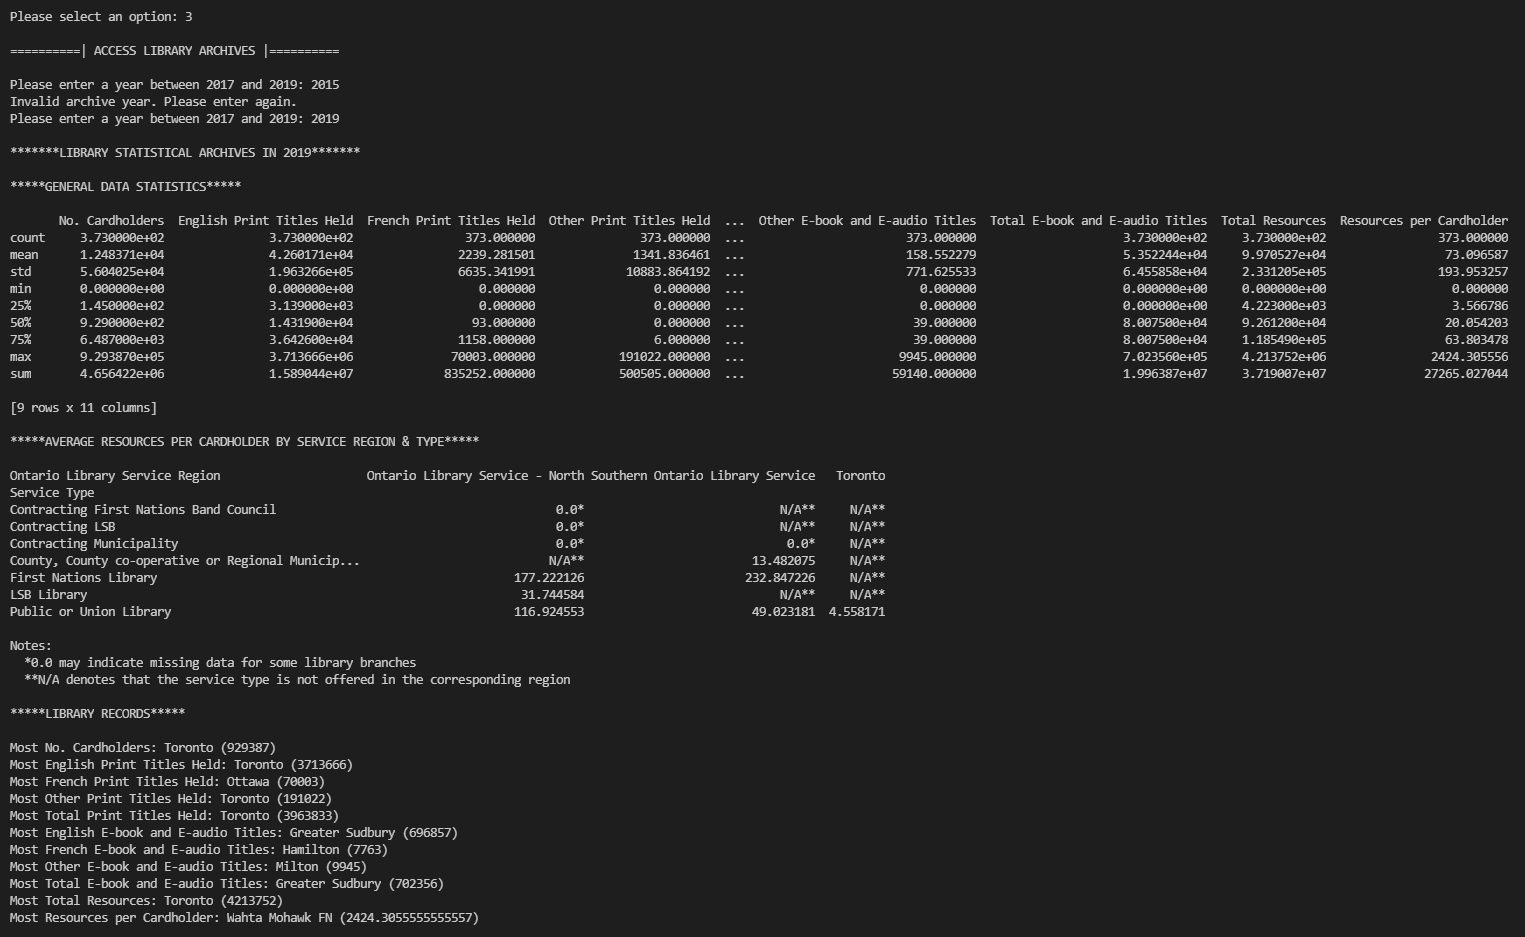 Please select an option: 3
==========| ACCESS LIBRARY ARCHIVES |==========
Please enter a year between 2017 and 2019: 2015
Invalid archive year. Please enter again.
Please enter a year between 2017 and 2019: 2019
*******LIBRARY STATISTICAL ARCHIVES IN 2019*******
*****GENERAL DATA STATISTICS*****
No. Cardholders  English Print Titles Held  French Print Titles Held  Other Print Titles Held  ...  Other E-book and E-audio Titles  Total E-book and E-audio Titles  Total Resources  Resources per Cardholder
count  3.730000e+02  3.730000e+02  373.000000  373.000000  ...  373.000000  3.730000e+02  3.730000e+02  373.000000
mean  1.248371e+04  4.260171e+04  2239.281501  1341.836461  ...  158.552279  5.352244e+04  9.970527e+04  73.096587
std  5.604025e+04  1.963266e+05  6635.341991  10883.864192  ...  771.625533  6.455858e+04  2.331205e+05  193.953257
min  0.000000e+00  0.000000e+00  0.000000  0.000000  ...  0.000000  0.000000e+00  0.000000e+00  0.000000
25%  1.450000e+02  3.139000e+03  0.000000  0.000000  ...  0.000000  0.000000e+00  4.223000e+03  3.566786
50%  9.290000e+02  1.431900e+04  93.000000  0.000000  ...  39.000000  8.007500e+04  9.261200e+04  20.054203
75%  6.487000e+03  3.642600e+04  1158.000000  6.000000  ...  39.000000  8.007500e+04  1.185490e+05  63.803478
max  9.293870e+05  3.713666e+06  70003.000000  191022.000000  ...  9945.000000  7.023560e+05  4.213752e+06  2424.305556
sum  4.656422e+06  1.589044e+07  835252.000000  500505.000000  ...  59140.000000  1.996387e+07  3.719007e+07  27265.027044
[9 rows x 11 columns]
*****AVERAGE RESOURCES PER CARDHOLDER BY SERVICE REGION & TYPE*****
Ontario Library Service Region  Ontario Library Service - North Southern Ontario Library Service  Toronto
Service Type
Contracting First Nations Band Council  0.0*  N/A**  N/A**
Contracting LSB  0.0*  N/A**  N/A**
Contracting Municipality  0.0*  0.0*  N/A**
County, County co-operative or Regional Municip...  N/A**  13.482075  N/A**
First Nations Library  177.222126  232.847226  N/A**
LSB Library  31.744584  N/A**  N/A**
Public or Union Library  116.924553  49.023181  4.558171
Notes:
*0.0 may indicate missing data for some library branches
**N/A denotes that the service type is not offered in the corresponding region
*****LIBRARY RECORDS*****
Most No. Cardholders: Toronto (929387)
Most English Print Titles Held: Toronto (3713666)
Most French Print Titles Held: Ottawa (70003)
Most Other Print Titles Held: Toronto (191022)
Most Total Print Titles Held: Toronto (3963833)
Most English E-book and E-audio Titles: Greater Sudbury (696857)
Most French E-book and E-audio Titles: Hamilton (7763)
Most Other E-book and E-audio Titles: Milton (9945)
Most Total E-book and E-audio Titles: Greater Sudbury (702356)
Most Total Resources: Toronto (4213752)
Most Resources per Cardholder: Wahta Mohawk FN (2424.3055555555557)